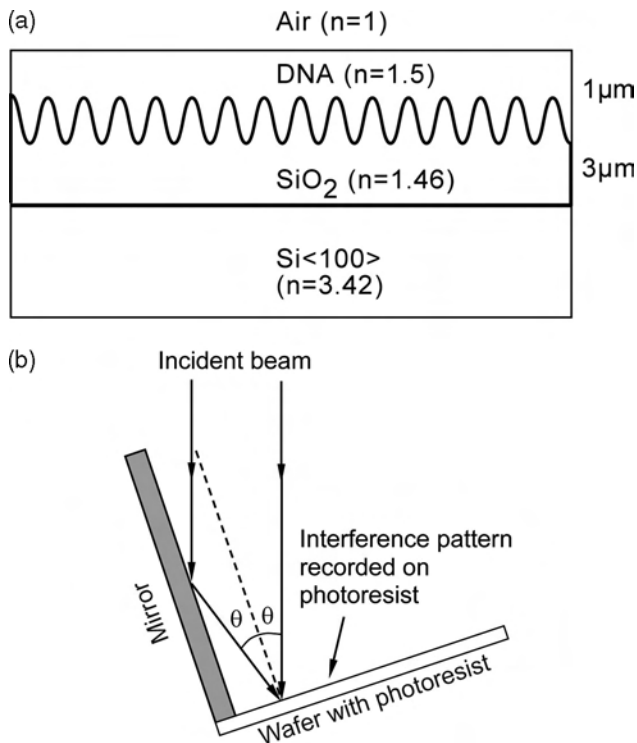 (a)
Air (n=1)
DNA (n=1.5)
1μm
SiO2 (n=1.46)
3μm
Si<100>
(n=3.42)
(b)
Incident beam
Interference pattern
recorded on
photoresist
Mirror
θ θ
Wafer with photoresist